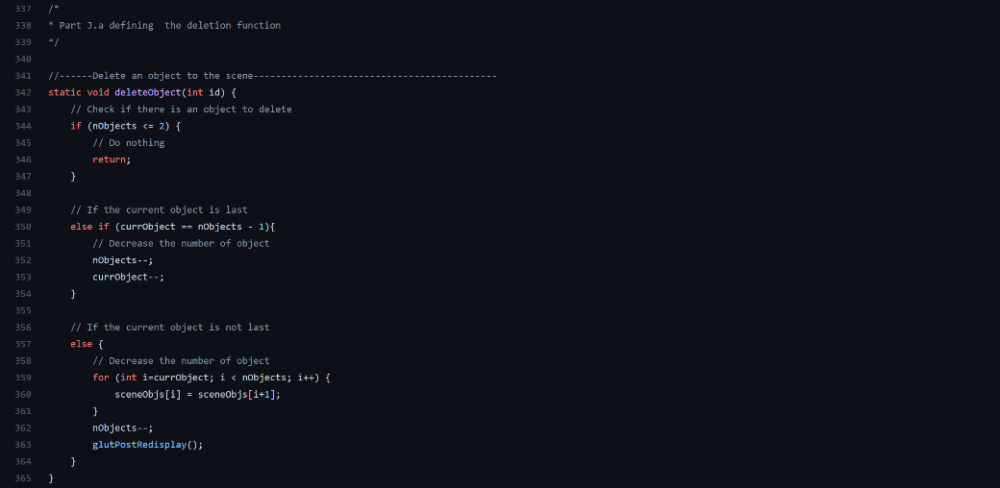 337 /*
338 * Part J.a defining  the deletion function
339 */
340
341 //------Delete an object to the scene--------------------------------------------
342 static void deleteObject(int id) {
343     // Check if there is an object to delete
344     if (nObjects <= 2) {
345         // Do nothing
346         return;
347     }
348
349     // If the current object is last
350     else if (currObject == nObjects - 1){
351         // Decrease the number of object
352         nObjects--;
353         currObject--;
354     }
355
356     // If the current object is not last
357     else {
358         // Decrease the number of object
359         for (int i=currObject; i < nObjects; i++) {
360             sceneObjs[i] = sceneObjs[i+1];
361         }
362         nObjects--;
363         glutPostRedisplay();
364     }
365 }